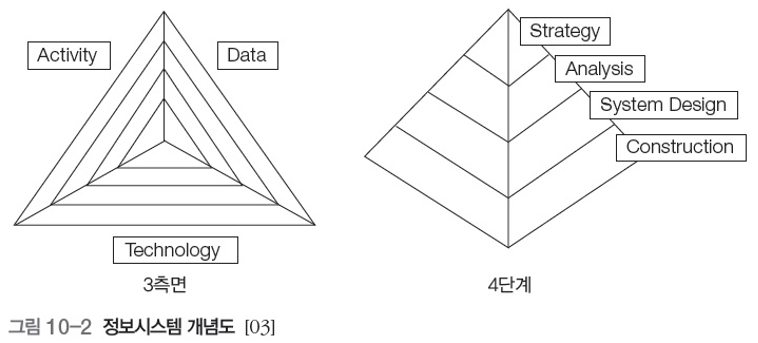 Activity
Data
Technology
3측면
Strategy
Analysis
System Design
Construction
4단계
그림 10-2 정보시스템 개념도 [03]